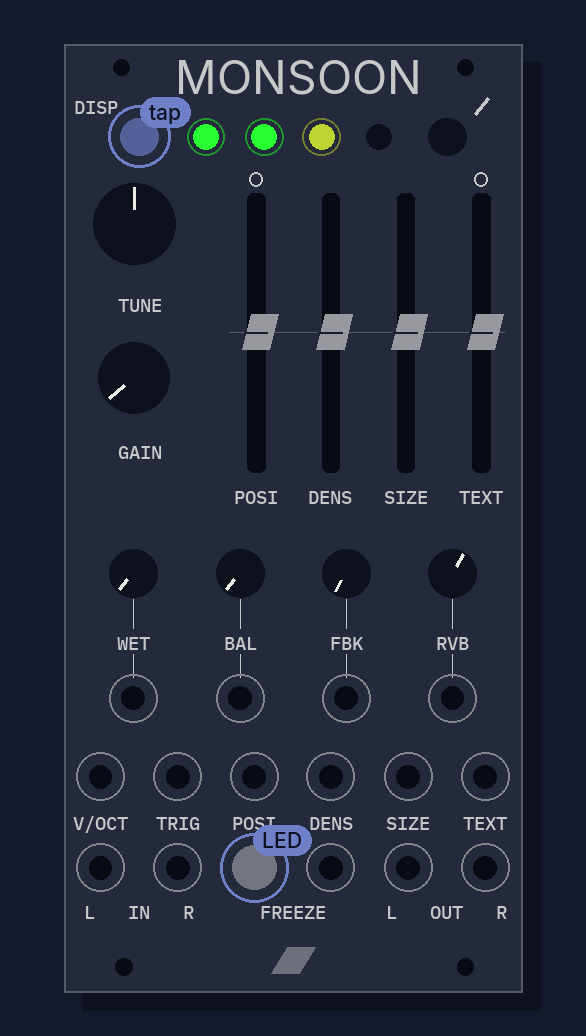 MONSOON
DISP
tap
TUNE
GAIN
POSI DENS SIZE TEXT
WET BAL FBK RVB
V/OCT TRIG POSI DENS SIZE TEXT
LED
L IN R FREEZE L OUT R